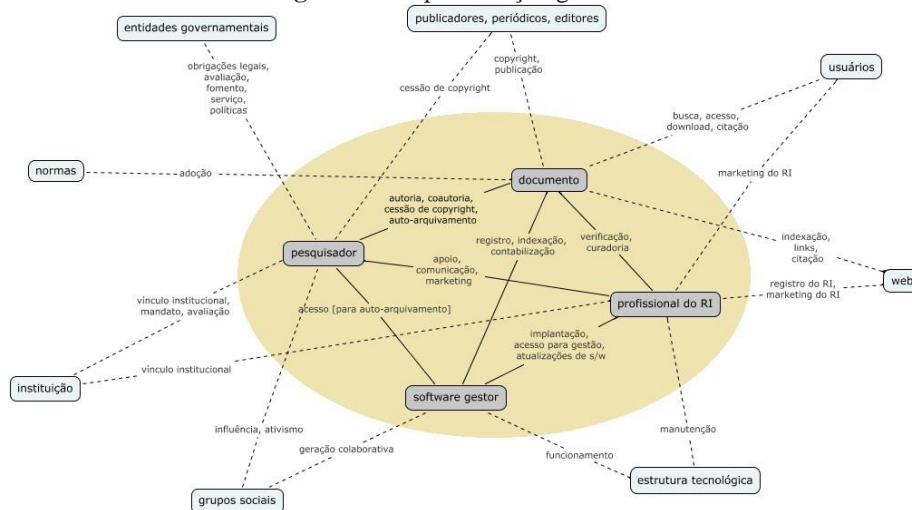 publicadores, periódicos, editores
entidades governamentais
obrigações legais,
avaliação,
fomento,
serviço,
políticas
cessão de copyright
copyright,
publicação
usuários
busca, acesso,
download, citação
normas
adoção
documento
marketing do RI
autoria, coautoria,
cessão de copyright,
auto-arquivamento
pesquisador
registro, indexação,
contabilização
verificação,
curadoria
indexação,
links,
citação
apoio,
comunicação,
marketing
web
registro do RI,
marketing do RI
profissional do RI
vínculo institucional,
mandato, avaliação
acesso [para auto-arquivamento]
implantação,
acesso para gestão,
atualizações de s/w
vínculo institucional
instituição
software gestor
influência, ativismo
manutenção
geração colaborativa
funcionamento
estrutura tecnológica
grupos sociais